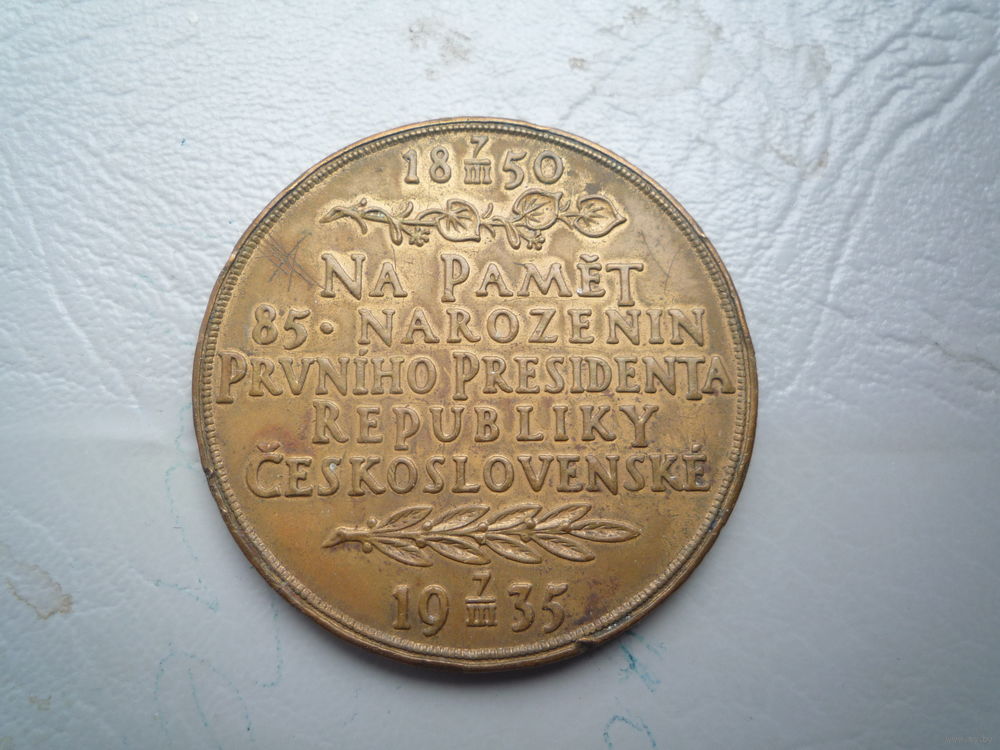 18 7/III 50
NA PAMĚT
85. NAROZENIN
PRVNÍHO PRESIDENTA
REPUBLIKY
ČESKOSLOVENSKÉ
19 7/III 35